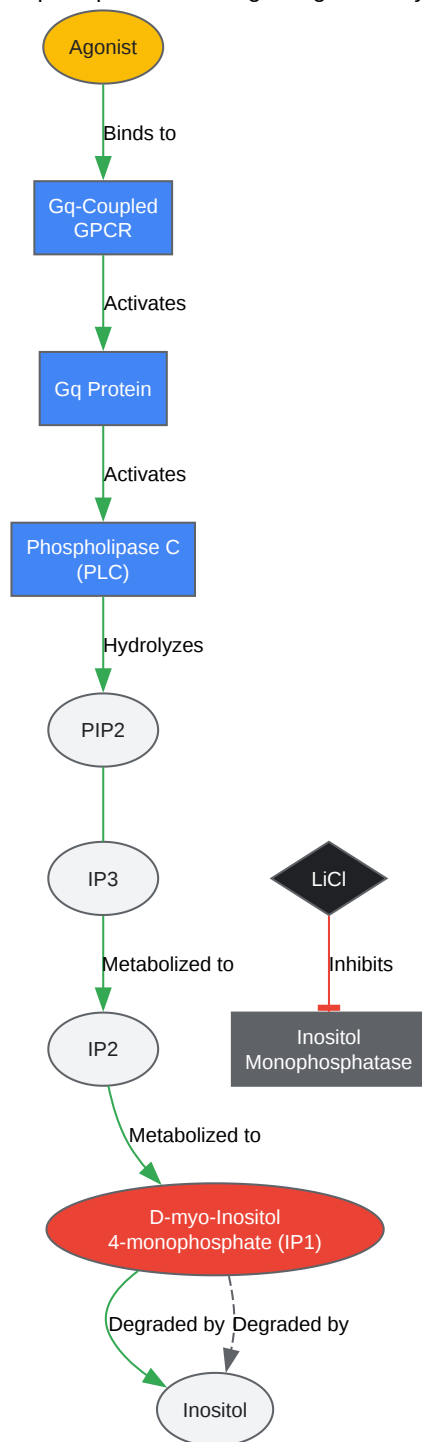 Agonist
Binds to
Gq-Coupled
GPCR
Activates
Gq Protein
Activates
Phospholipase C
(PLC)
Hydrolyzes
PIP2
IP3
LiCl
Metabolized to
Inhibits
IP2
Inositol
Monophosphatase
Metabolized to
D-myo-Inositol
4-monophosphate (IP1)
Degraded by
Degraded by
Inositol